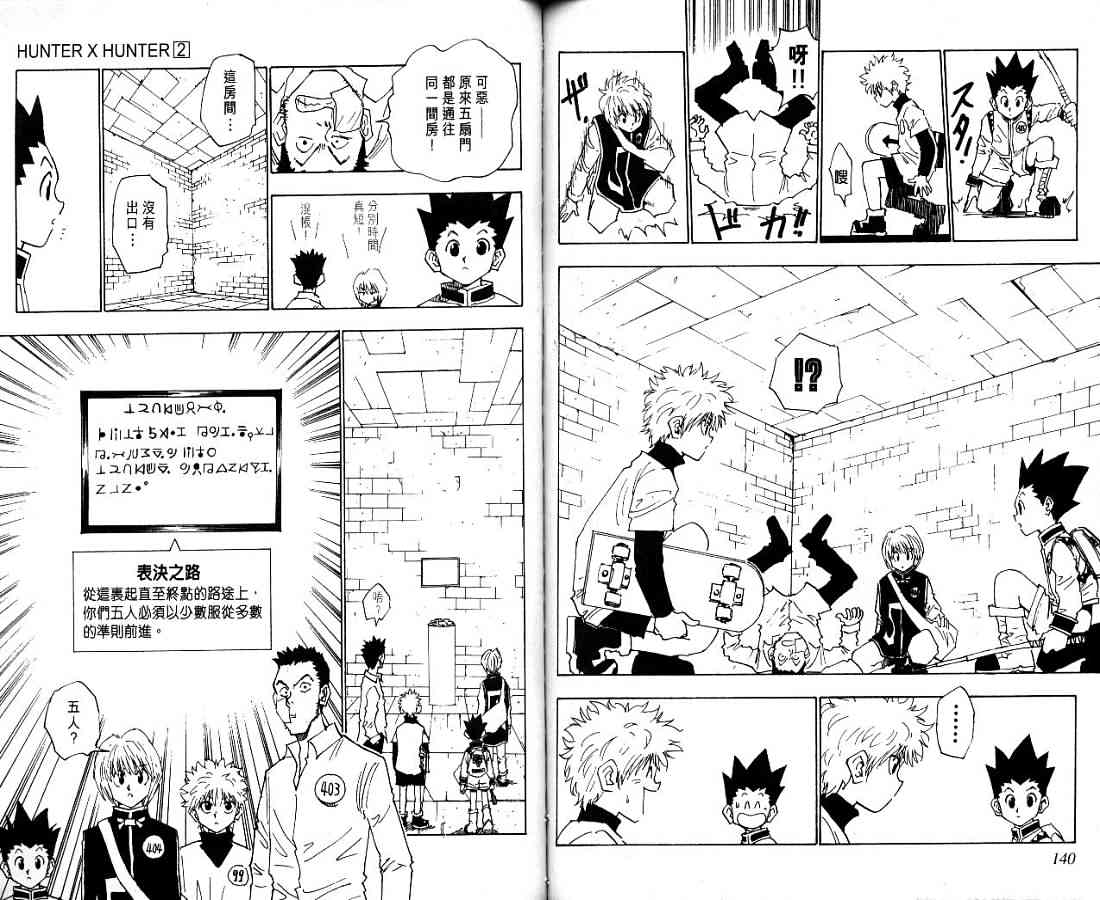 スタ!
嗖
呀!!
ドカ!!
ザ
!?
……
140
HUNTER X HUNTER 2
可惡——
原來五扇門
都是通往
同一間房!
這房間…
沒有
出口…
分別時間
真短!
混帳!
唔?
表決之路
從這裏起直至終點的路途上,
你們五人必須以少數服從多數
的準則前進。
五人?
403
404
99